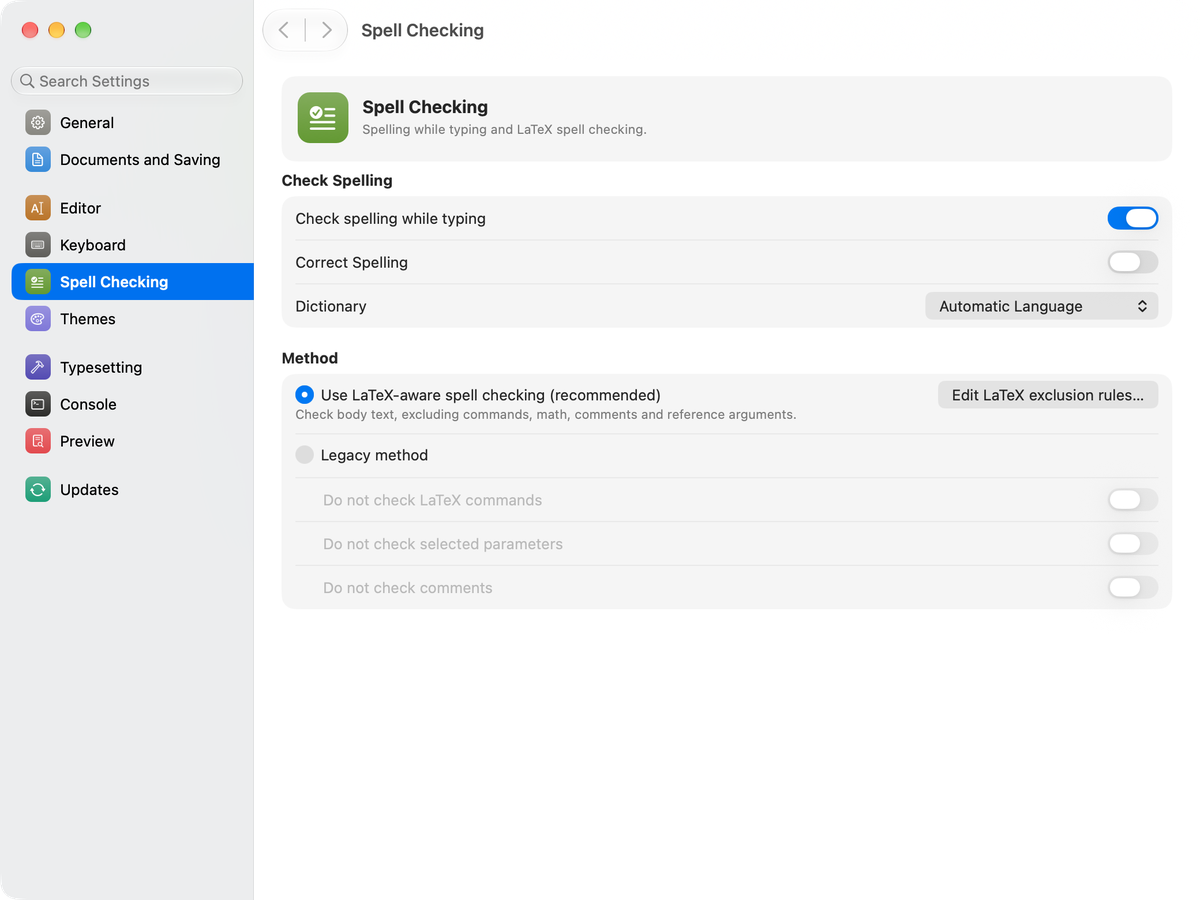 Spell Checking
Search Settings
General
Documents and Saving
Editor
Keyboard
Spell Checking
Themes
Typesetting
Console
Preview
Updates
Spell Checking
Spelling while typing and LaTeX spell checking.
Check Spelling
Check spelling while typing
Correct Spelling
Dictionary
Automatic Language
Method
Use LaTeX-aware spell checking (recommended)
Edit LaTeX exclusion rules...
Check body text, excluding commands, math, comments and reference arguments.
Legacy method
Do not check LaTeX commands
Do not check selected parameters
Do not check comments